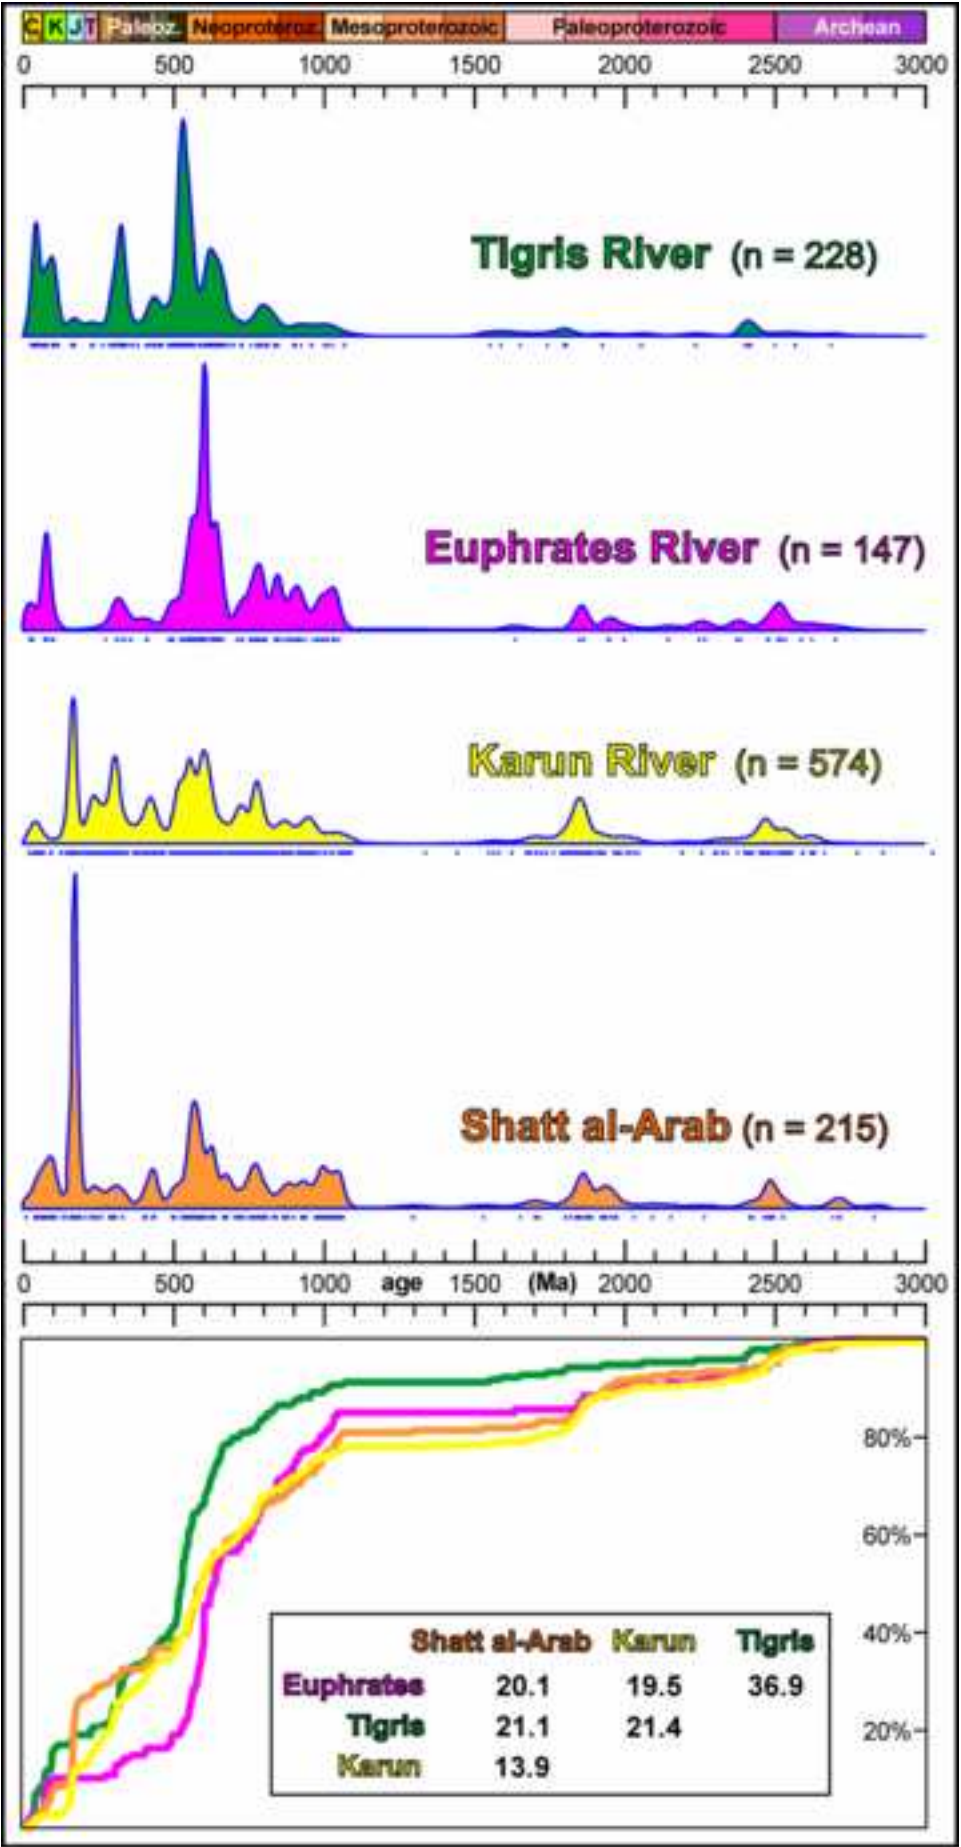 C K J T Paleoz. Neoproteroz. Mesoproterozoic Paleoproterozoic Archean
0 500 1000 1500 2000 2500 3000
Tigris River (n = 228)
Euphrates River (n = 147)
Karun River (n = 574)
Shatt al-Arab (n = 215)
0 500 1000 age 1500 (Ma) 2000 2500 3000
80%
60%
40%
20%
Shatt al-Arab Karun Tigris
Euphrates 20.1 19.5 36.9
Tigris 21.1 21.4
Karun 13.9